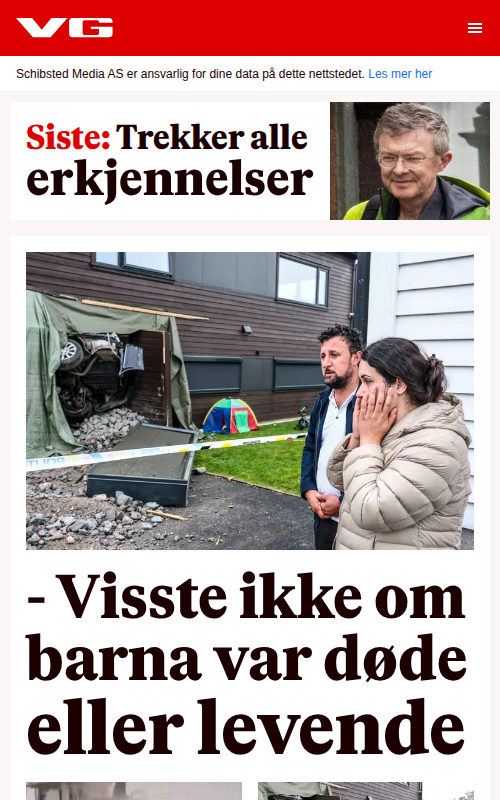 VG
Schibsted Media AS er ansvarlig for dine data på dette nettstedet. Les mer her
Siste: Trekker alle
erkjennelser
- Visste ikke om
barna var døde
eller levende